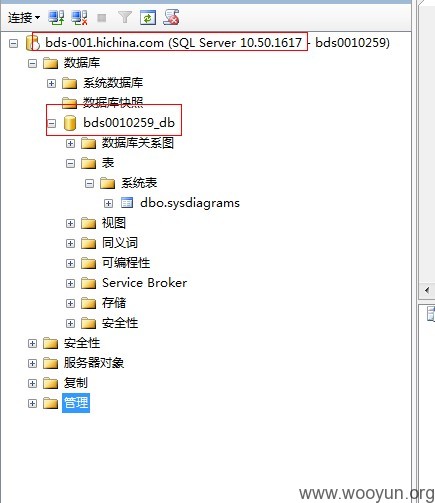 连接
bds-001.hichina.com (SQL Server 10.50.1617 - bds0010259)
数据库
系统数据库
数据库快照
bds0010259_db
数据库关系图
表
系统表
dbo.sysdiagrams
视图
同义词
可编程性
Service Broker
存储
安全性
安全性
服务器对象
复制
管理
www.wooyun.org